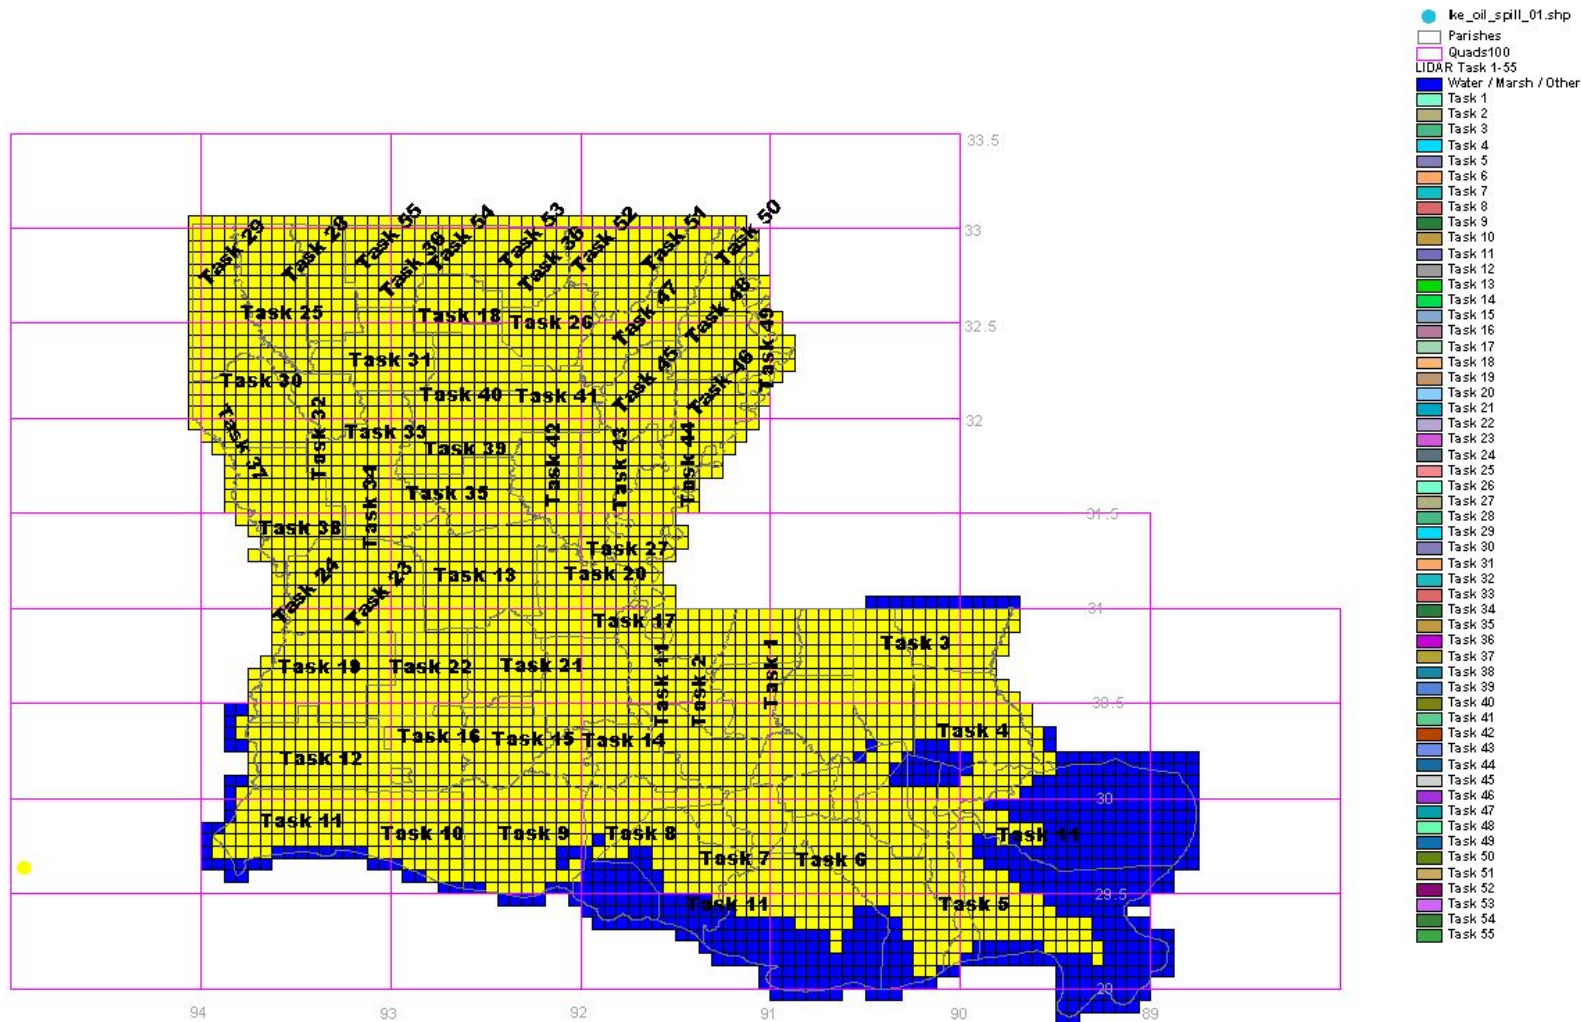 Ike_oil_spill_01.shp
Parishes
Quads100
LIDAR Task 1-55
Water / Marsh / Other
Task 1
Task 2
Task 3
Task 4
Task 5
Task 6
Task 7
Task 8
Task 9
Task 10
Task 11
Task 12
Task 13
Task 14
Task 15
Task 16
Task 17
Task 18
Task 19
Task 20
Task 21
Task 22
Task 23
Task 24
Task 25
Task 26
Task 27
Task 28
Task 29
Task 30
Task 31
Task 32
Task 33
Task 34
Task 35
Task 36
Task 37
Task 38
Task 39
Task 40
Task 41
Task 42
Task 43
Task 44
Task 45
Task 46
Task 47
Task 48
Task 49
Task 50
Task 51
Task 52
Task 53
Task 54
Task 55
33.5
33
32.5
32
31.5
31
30.5
30
29.5
29
Task 29
Task 28
Task 55
Task 36
Task 54
Task 53
Task 36
Task 52
Task 51
Task 50
Task 25
Task 18
Task 26
Task 47
Task 48
Task 49
Task 31
Task 30
Task 40
Task 41
Task 45
Task 46
Task 37
Task 32
Task 33
Task 39
Task 42
Task 43
Task 44
Task 34
Task 35
Task 38
Task 27
Task 24
Task 23
Task 13
Task 20
Task 17
Task 19
Task 22
Task 21
Task 11
Task 2
Task 1
Task 3
Task 12
Task 16
Task 15
Task 14
Task 4
Task 11
Task 10
Task 9
Task 8
Task 7
Task 6
Task 11
Task 11
Task 5
94
93
92
91
90
89